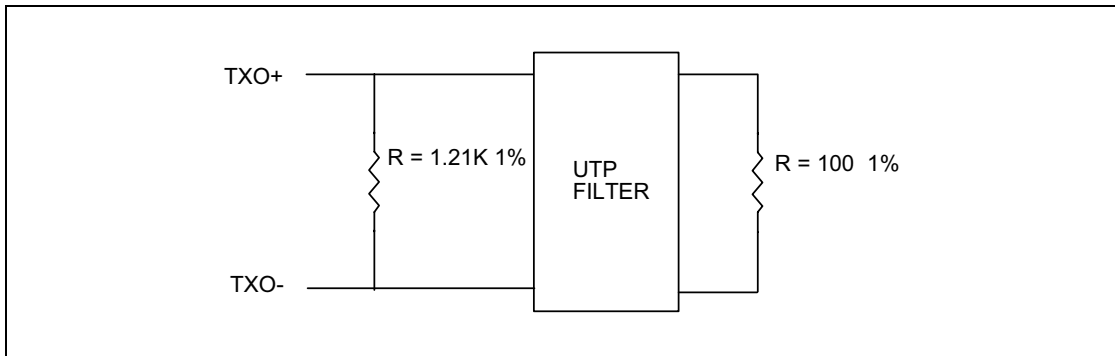 TXO+
R = 1.21K 1%
UTP
FILTER
R = 100 1%
TXO-